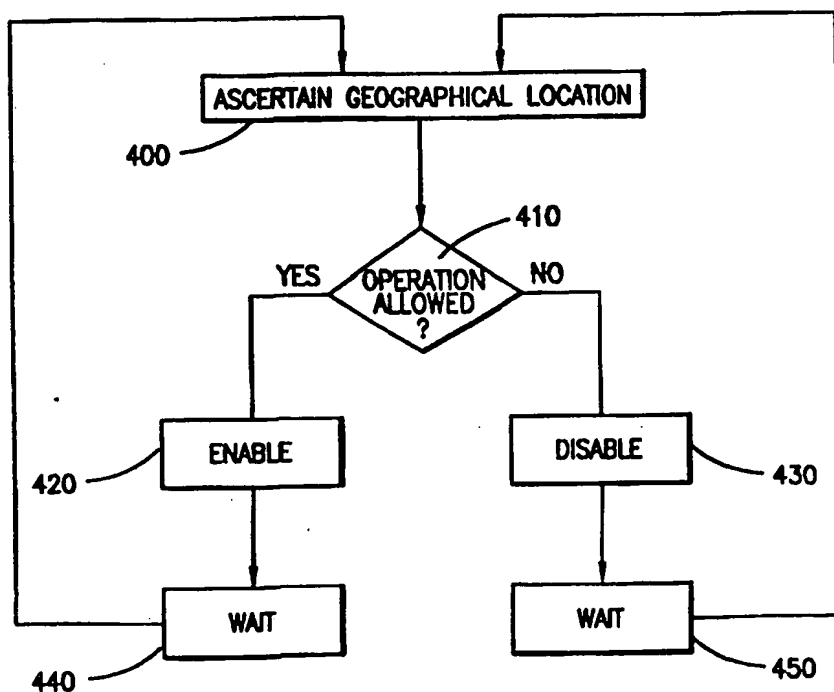 ASCERTAIN GEOGRAPHICAL LOCATION
400
410
YES
OPERATION
ALLOWED
?
NO
ENABLE
420
DISABLE
430
WAIT
440
WAIT
450